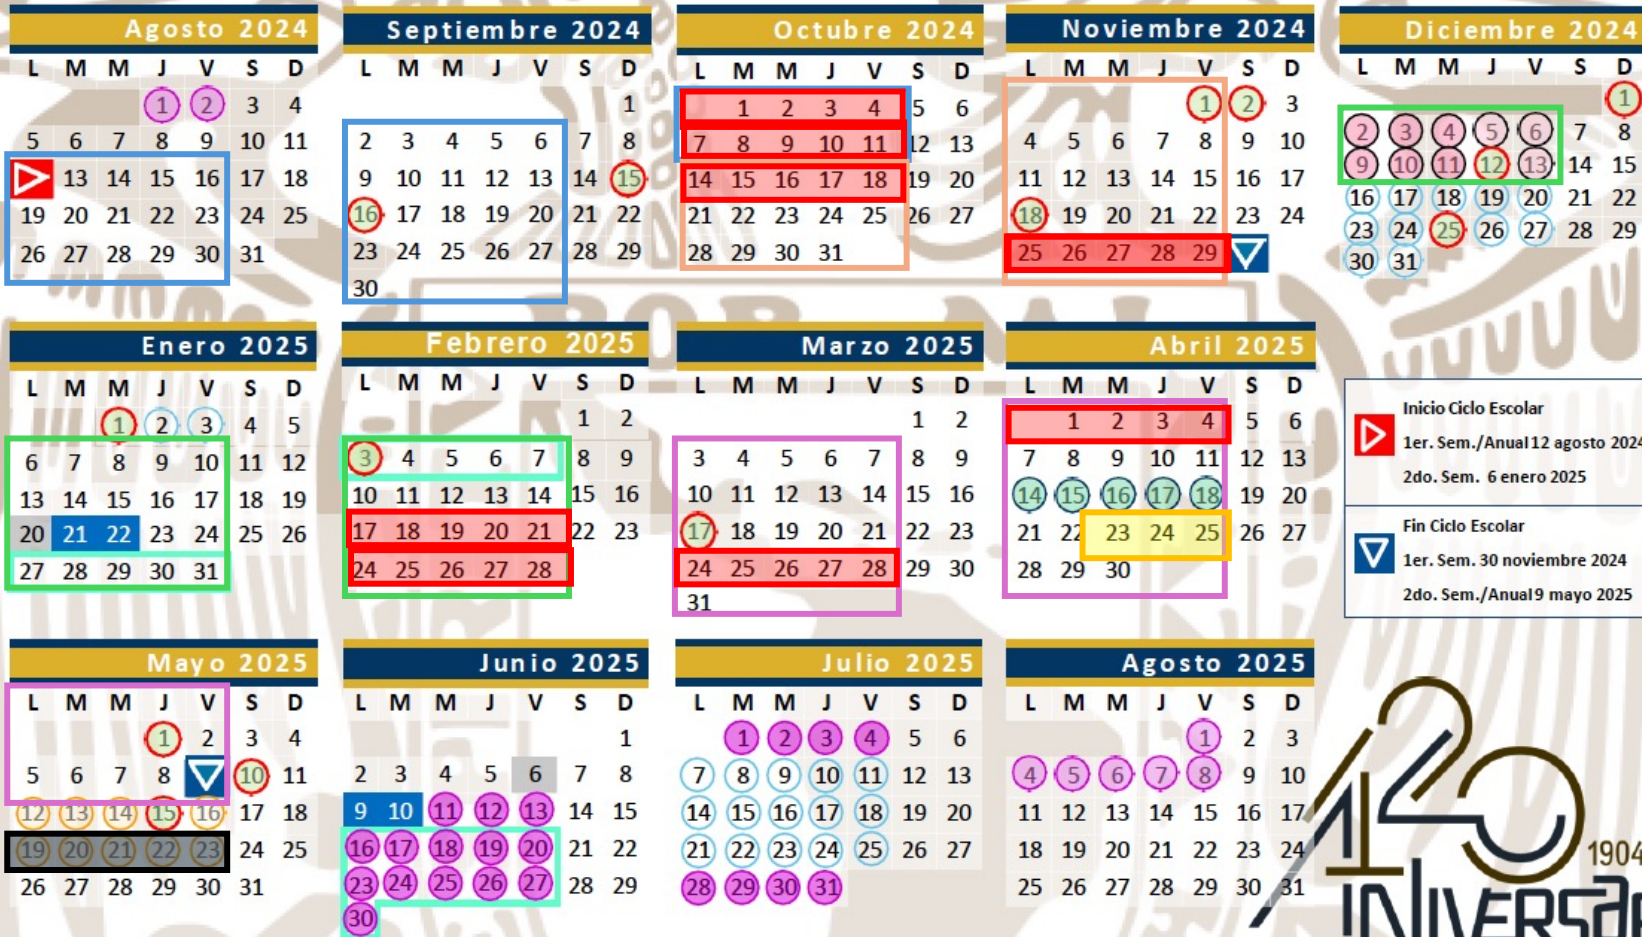 Agosto 2024
L M M J V S D
1 2 3 4
5 6 7 8 9 10 11
13 14 15 16 17 18
19 20 21 22 23 24 25
26 27 28 29 30 31
Septiembre 2024
L M M J V S D
1
2 3 4 5 6 7 8
9 10 11 12 13 14 15
16 17 18 19 20 21 22
23 24 25 26 27 28 29
30
Octubre 2024
L M M J V S D
1 2 3 4 5 6
7 8 9 10 11 12 13
14 15 16 17 18 19 20
21 22 23 24 25 26 27
28 29 30 31
Noviembre 2024
L M M J V S D
1 2 3
4 5 6 7 8 9 10
11 12 13 14 15 16 17
18 19 20 21 22 23 24
25 26 27 28 29
Diciembre 2024
L M M J V S D
1
2 3 4 5 6 7 8
9 10 11 12 13 14 15
16 17 18 19 20 21 22
23 24 25 26 27 28 29
30 31
Enero 2025
L M M J V S D
1 2 3 4 5
6 7 8 9 10 11 12
13 14 15 16 17 18 19
20 21 22 23 24 25 26
27 28 29 30 31
Febrero 2025
L M M J V S D
1 2
3 4 5 6 7 8 9
10 11 12 13 14 15 16
17 18 19 20 21 22 23
24 25 26 27 28
Marzo 2025
L M M J V S D
1 2
3 4 5 6 7 8 9
10 11 12 13 14 15 16
17 18 19 20 21 22 23
24 25 26 27 28 29 30
31
Abril 2025
L M M J V S D
1 2 3 4 5 6
7 8 9 10 11 12 13
14 15 16 17 18 19 20
21 22 23 24 25 26 27
28 29 30
Inicio Ciclo Escolar
1er. Sem./Anual 12 agosto 2024
2do. Sem. 6 enero 2025
Fin Ciclo Escolar
1er. Sem. 30 noviembre 2024
2do. Sem./Anual 9 mayo 2025
Mayo 2025
L M M J V S D
1 2 3 4
5 6 7 8 10 11
12 13 14 15 16 17 18
19 20 21 22 23 24 25
26 27 28 29 30 31
Junio 2025
L M M J V S D
1
2 3 4 5 6 7 8
9 10 11 12 13 14 15
16 17 18 19 20 21 22
23 24 25 26 27 28 29
30
Julio 2025
L M M J V S D
1 2 3 4 5 6
7 8 9 10 11 12 13
14 15 16 17 18 19 20
21 22 23 24 25 26 27
28 29 30 31
Agosto 2025
L M M J V S D
1 2 3
4 5 6 7 8 9 10
11 12 13 14 15 16 17
18 19 20 21 22 23 24
25 26 27 28 29 30 31
120
1904